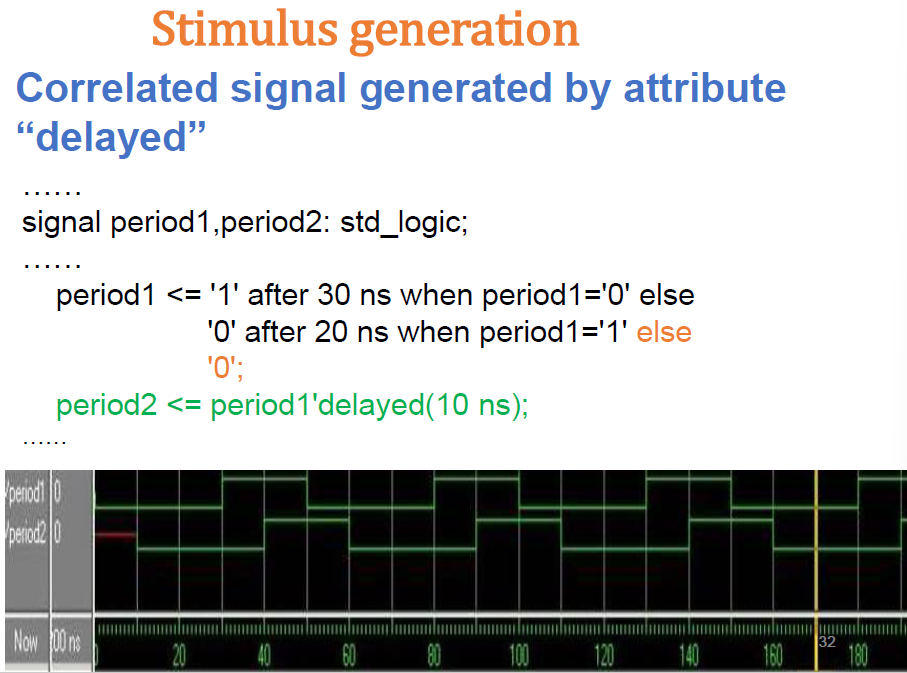 Stimulus generation
Correlated signal generated by attribute
“delayed”
……
signal period1,period2: std_logic;
……
period1 <= '1' after 30 ns when period1='0' else
'0' after 20 ns when period1='1' else
'0';
period2 <= period1'delayed(10 ns);
……
/period1 0
/period2 0
Now 200 ns
0 20 40 60 80 100 120 140 160 180
32